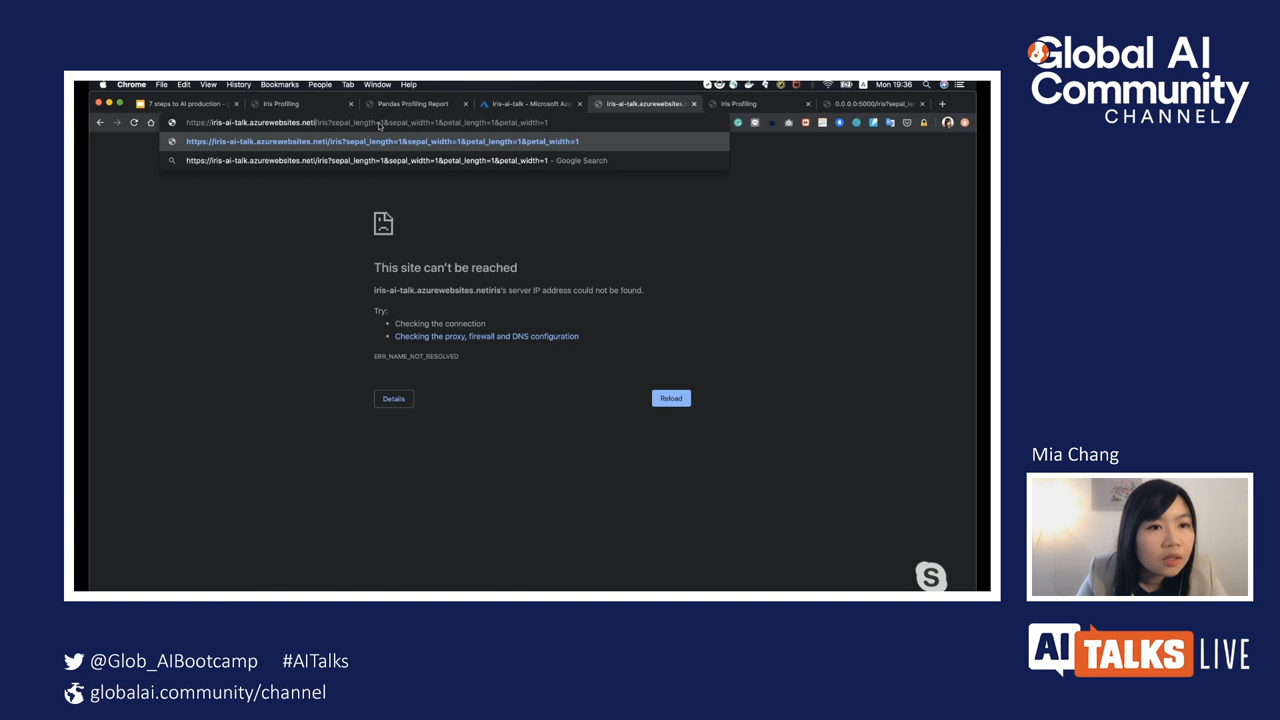 Global AI
Community
CHANNEL
Chrome File Edit View History Bookmarks People Tab Window Help
Mon 19:36
7 steps to AI production -
Iris Profiling
Pandas Profiling Report
Iris-ai-talk - Microsoft Az
iris-ai-talk.azurewebsites.
Iris Profiling
0.0.0.0:5000/iris?sepal_le
https://iris-ai-talk.azurewebsites.neti/iris?sepal_length=1&sepal_width=1&petal_length=1&petal_width=1
https://iris-ai-talk.azurewebsites.neti/iris?sepal_length=1&sepal_width=1&petal_length=1&petal_width=1
https://iris-ai-talk.azurewebsites.neti/iris?sepal_length=1&sepal_width=1&petal_length=1&petal_width=1 - Google Search
This site can't be reached
iris-ai-talk.azurewebsites.netiris's server IP address could not be found.
Try:
• Checking the connection
• Checking the proxy, firewall and DNS configuration
ERR_NAME_NOT_RESOLVED
Details
Reload
S
Mia Chang
AI TALKS LIVE
@Glob_AIBootcamp #AITalks
globalai.community/channel